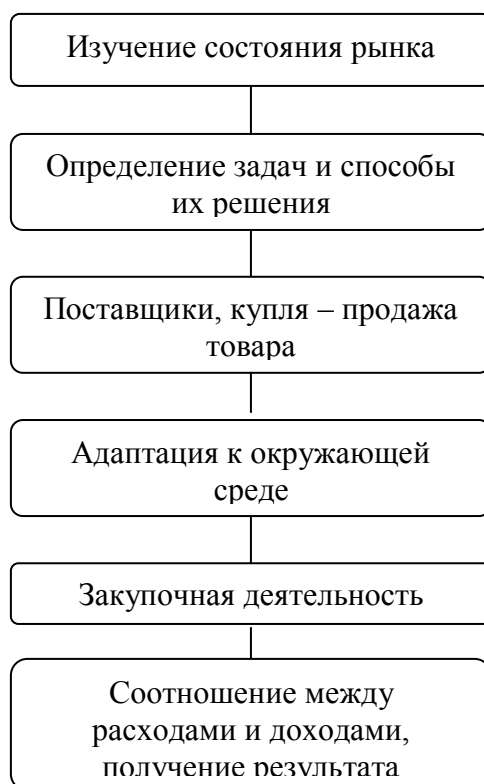 Изучение состояния рынка
Определение задач и способы
их решения
Поставщики, купля – продажа
товара
Адаптация к окружающей
среде
Закупочная деятельность
Соотношение между
расходами и доходами,
получение результата